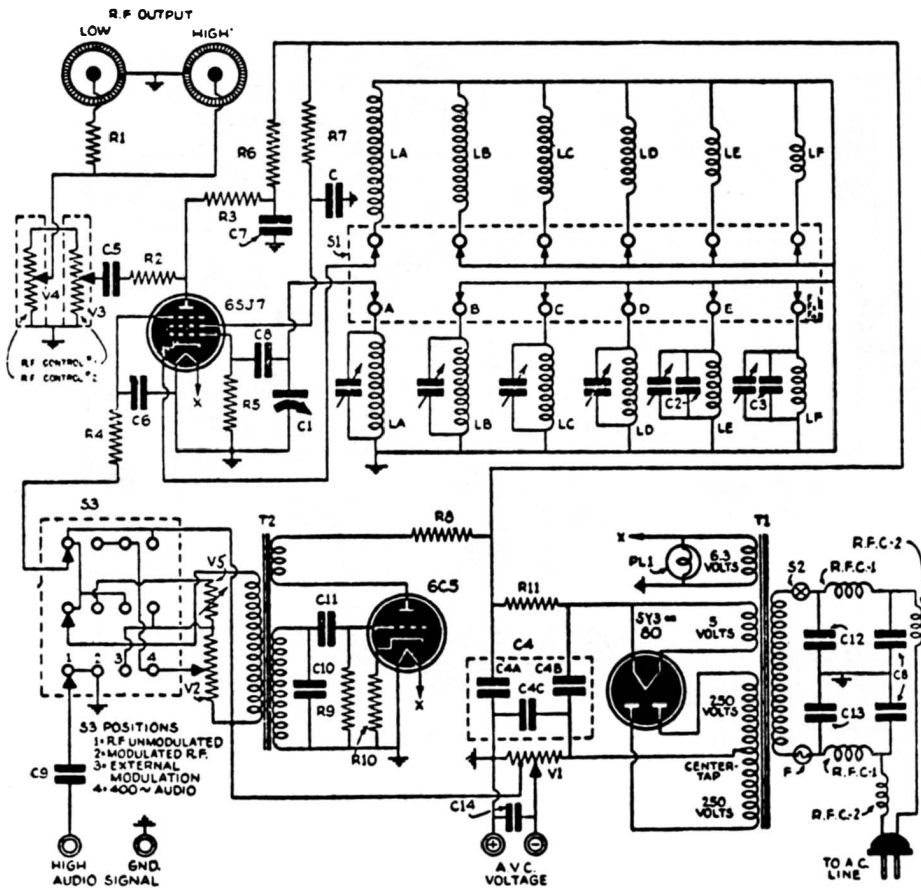 R.F OUTPUT
LOW
HIGH
R1
R6
R7
LA
LB
LC
LD
LE
LF
R3
C
C7
S1
C5
R2
V4
V3
6SJ7
A
B
C
D
E
R.F CONTROL #1
R.F CONTROL #2
C8
C6
X
R5
C1
C2
C3
R4
LA
LB
LC
LD
LE
LF
S3
T2
R8
T1
R.F.C-2
X
PL1
6.3
VOLTS
S2
R.F.C-1
V5
6C5
R11
5Y3 =
80
5
VOLTS
C11
C4
C12
1
2
3
4
C4A
C4B
C4C
C10
R9
X
250
VOLTS
C8
V2
R10
C13
S3 POSITIONS
1= R.F UNMODULATED
2= MODULATED R.F.
3= EXTERNAL
MODULATION
4= 400 ~ AUDIO
V1
CENTER-
TAP
F
R.F.C-1
C9
C14
250
VOLTS
R.F.C-2
HIGH
GND.
AUDIO SIGNAL
+
−
A V C.
VOLTAGE
TO A C.
LINE